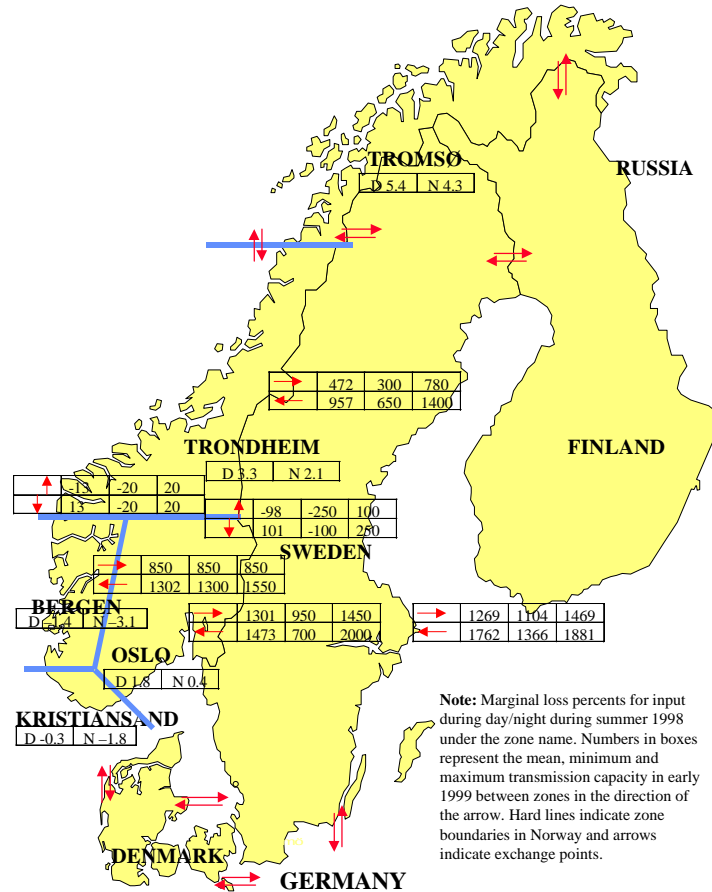 TROMSØ
D 5.4 N 4.3
RUSSIA
472 300 780
957 650 1400
TRONDHEIM
D 3.3 N 2.1
FINLAND
-13 -20 20
13 -20 20
-98 -250 100
101 -100 250
SWEDEN
850 850 850
1302 1300 1550
BERGEN
D –1.4 N –3.1
1301 950 1450
1473 700 2000
1269 1104 1469
1762 1366 1881
OSLO
D 1.8 N 0.4
KRISTIANSAND
D -0.3 N –1.8
Note: Marginal loss percents for input
during day/night during summer 1998
under the zone name. Numbers in boxes
represent the mean, minimum and
maximum transmission capacity in early
1999 between zones in the direction of
the arrow. Hard lines indicate zone
boundaries in Norway and arrows
indicate exchange points.
DENMARK
GERMANY